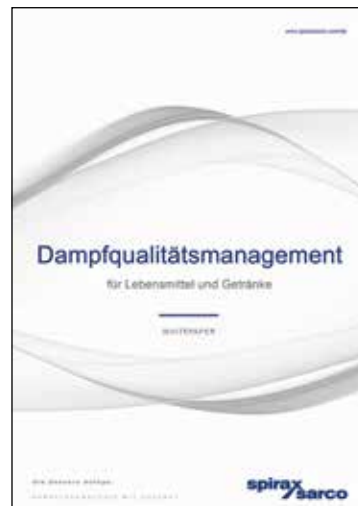 Dampfqualitätsmanagement
für Lebensmittel und Getränke
WHITEPAPER
spirax
sarco